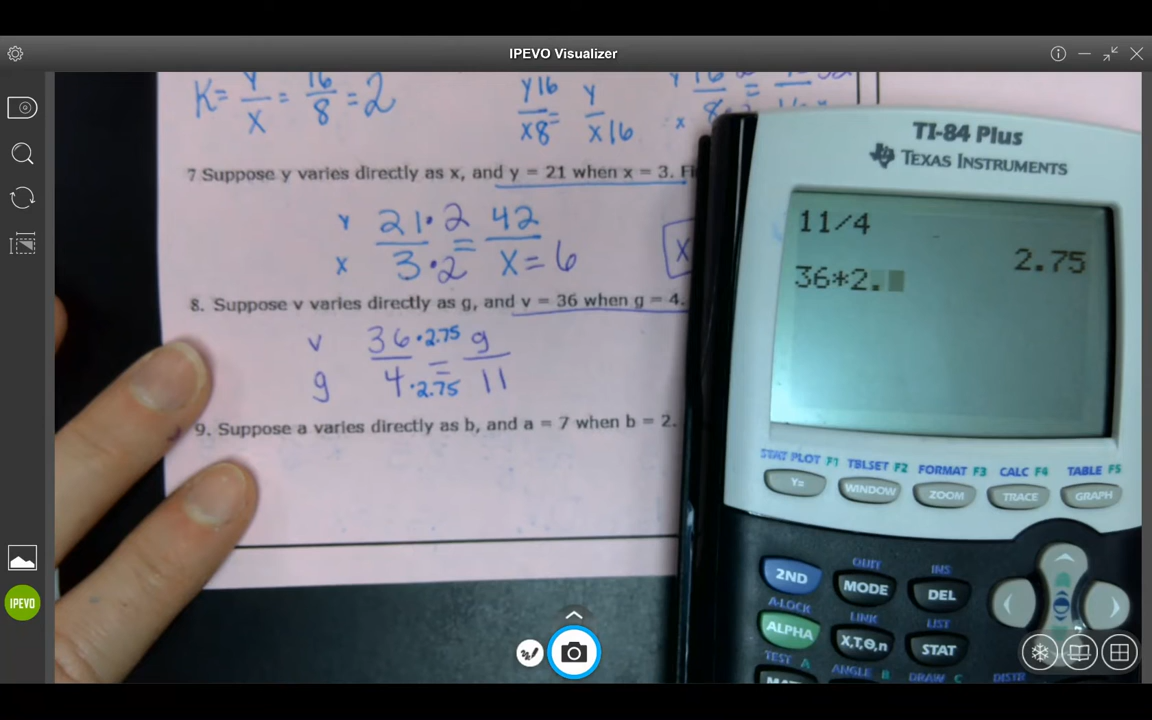 IPEVO Visualizer
K = y/x = 16/8 = 2
y16/x8 = y/x16
7 Suppose y varies directly as x, and y = 21 when x = 3.
y 21•2 = 42
x 3•2 x = 6
8. Suppose v varies directly as g, and v = 36 when g = 4.
v 36 •2.75 = g
g 4 •2.75 11
9. Suppose a varies directly as b, and a = 7 when b = 2.
TI-84 Plus
TEXAS INSTRUMENTS
11/4
2.75
36*2.
STAT PLOT F1 TBLSET F2 FORMAT F3 CALC F4 TABLE F5
Y= WINDOW ZOOM TRACE GRAPH
QUIT INS
2ND MODE DEL
A-LOCK LINK LIST
ALPHA X,T,Θ,n STAT
TEST A ANGLE B DRAW C DISTR
IPEVO